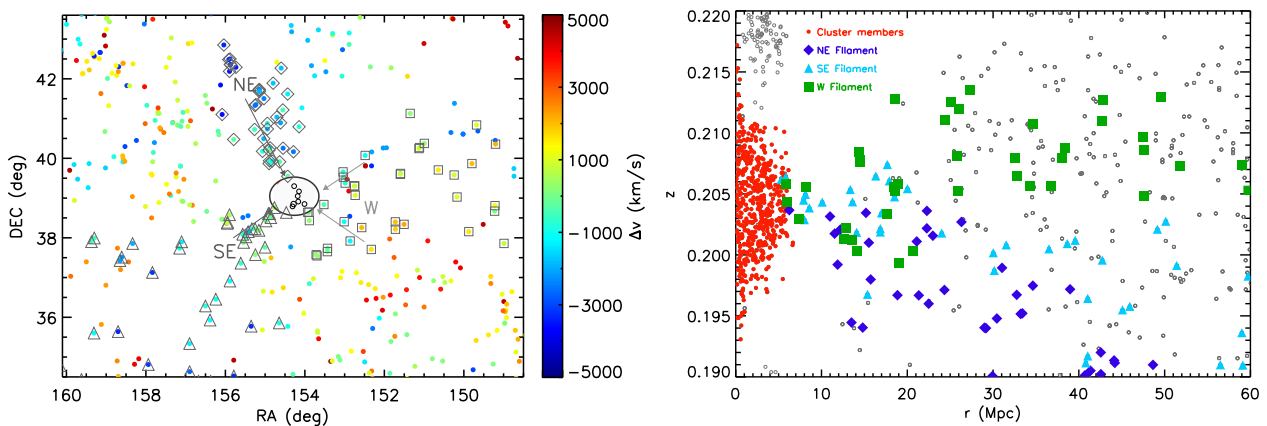 42
40
38
36
DEC (deg)
160
158
156
154
152
150
RA (deg)
NE
SE
W
5000
3000
1000
−1000
−3000
−5000
Δv (km/s)
0.220
0.215
0.210
0.205
0.200
0.195
0.190
z
0
10
20
30
40
50
60
r (Mpc)
Cluster members
NE Filament
SE Filament
W Filament